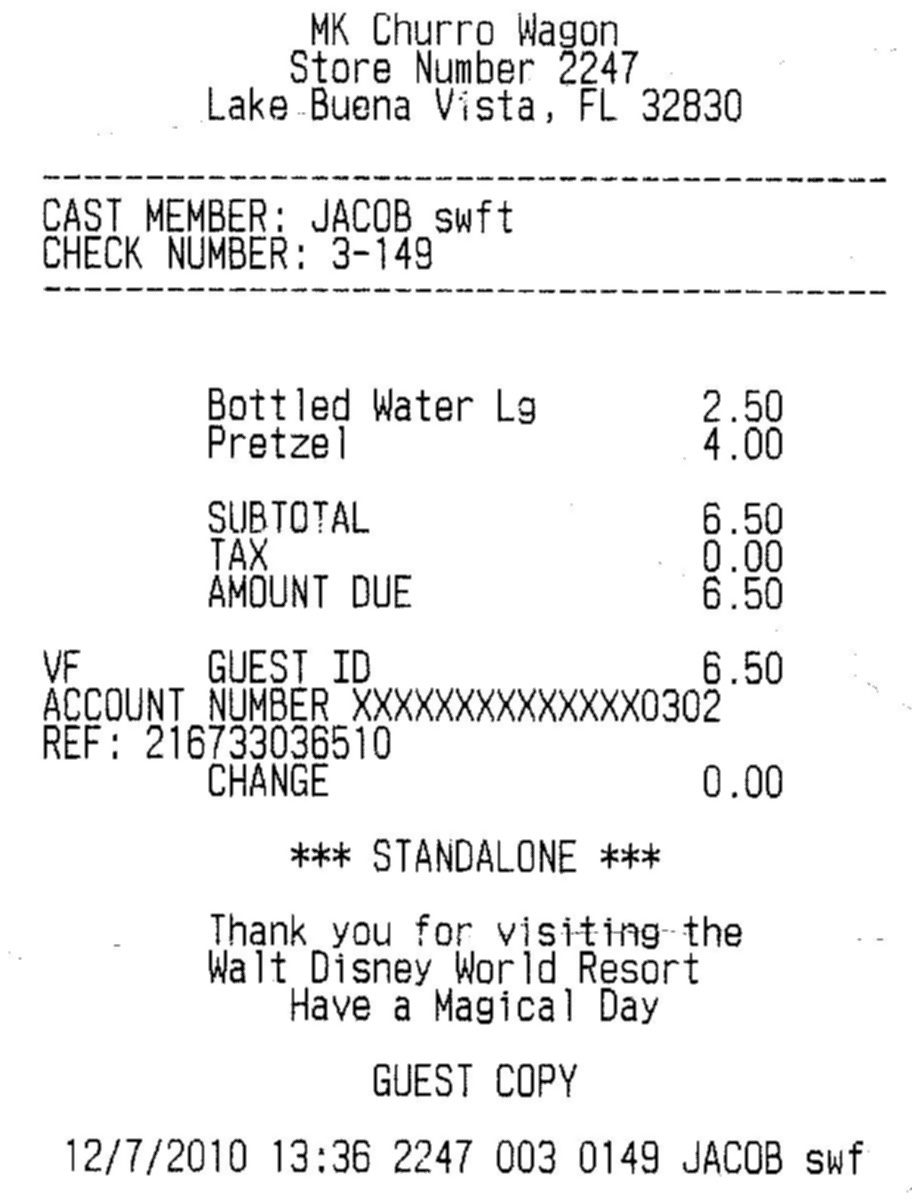 MK Churro Wagon
Store Number 2247
Lake Buena Vista, FL 32830
-----------------------------------------
CAST MEMBER: JACOB swft
CHECK NUMBER: 3-149
-----------------------------------------
Bottled Water Lg 2.50
Pretzel 4.00
SUBTOTAL 6.50
TAX 0.00
AMOUNT DUE 6.50
VF GUEST ID 6.50
ACCOUNT NUMBER XXXXXXXXXXXXXX0302
REF: 216733036510
CHANGE 0.00
*** STANDALONE ***
Thank you for visiting the
Walt Disney World Resort
Have a Magical Day
GUEST COPY
12/7/2010 13:36 2247 003 0149 JACOB swf